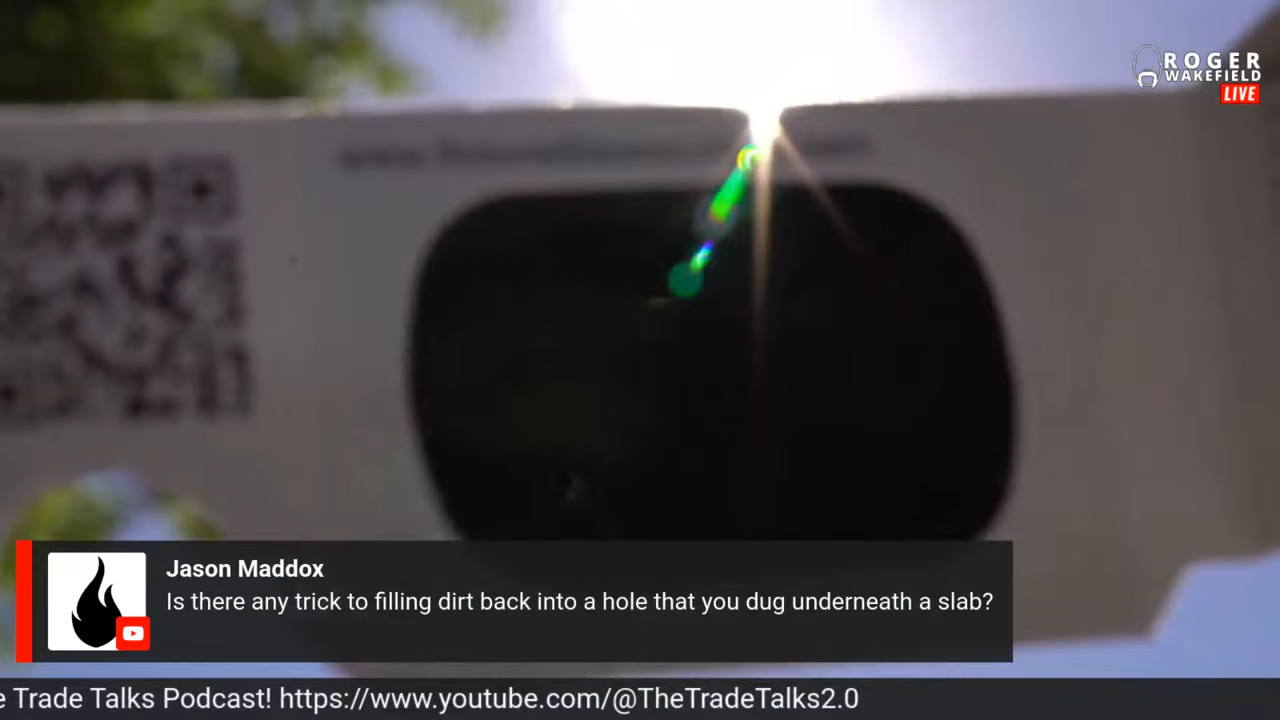 ROGER
WAKEFIELD
LIVE
Jason Maddox
Is there any trick to filling dirt back into a hole that you dug underneath a slab?
e Trade Talks Podcast! https://www.youtube.com/@TheTradeTalks2.0